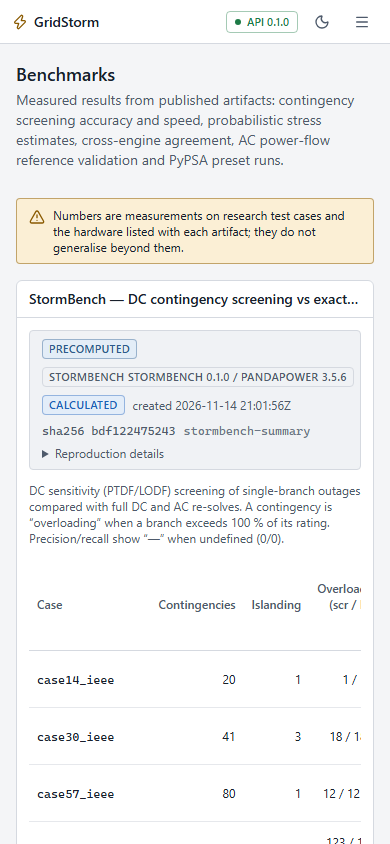 GridStorm
API 0.1.0
Benchmarks
Measured results from published artifacts: contingency
screening accuracy and speed, probabilistic stress
estimates, cross-engine agreement, AC power-flow
reference validation and PyPSA preset runs.
Numbers are measurements on research test cases and
the hardware listed with each artifact; they do not
generalise beyond them.
StormBench — DC contingency screening vs exact…
PRECOMPUTED
STORMBENCH STORMBENCH 0.1.0 / PANDAPOWER 3.5.6
CALCULATED created 2026-11-14 21:01:56Z
sha256 bdf122475243 stormbench-summary
Reproduction details
DC sensitivity (PTDF/LODF) screening of single-branch outages
compared with full DC and AC re-solves. A contingency is
“overloading” when a branch exceeds 100 % of its rating.
Precision/recall show “—” when undefined (0/0).
Case Contingencies Islanding
(scr /
case14_ieee 20 1 1 /
case30_ieee 41 3 18 /
case57_ieee 80 1 12 / 12
123 /